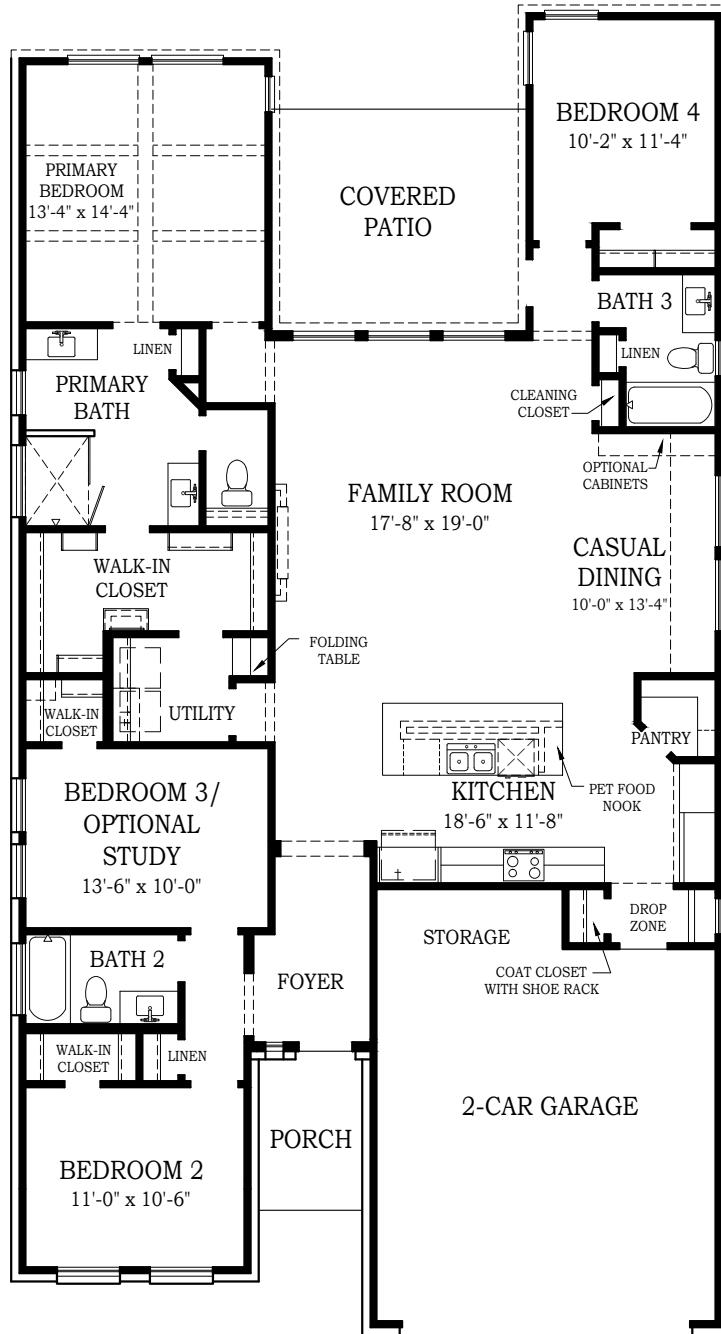 BEDROOM 4
10'-2" x 11'-4"
PRIMARY
BEDROOM
13'-4" x 14'-4"
COVERED
PATIO
BATH 3
LINEN
LINEN
PRIMARY
BATH
CLEANING
CLOSET
OPTIONAL
CABINETS
FAMILY ROOM
17'-8" x 19'-0"
CASUAL
DINING
10'-0" x 13'-4"
WALK-IN
CLOSET
FOLDING
TABLE
WALK-IN
CLOSET
UTILITY
PANTRY
KITCHEN
18'-6" x 11'-8"
PET FOOD
NOOK
BEDROOM 3/
OPTIONAL
STUDY
13'-6" x 10'-0"
DROP
ZONE
STORAGE
COAT CLOSET
WITH SHOE RACK
BATH 2
FOYER
WALK-IN
CLOSET
LINEN
2-CAR GARAGE
PORCH
BEDROOM 2
11'-0" x 10'-6"